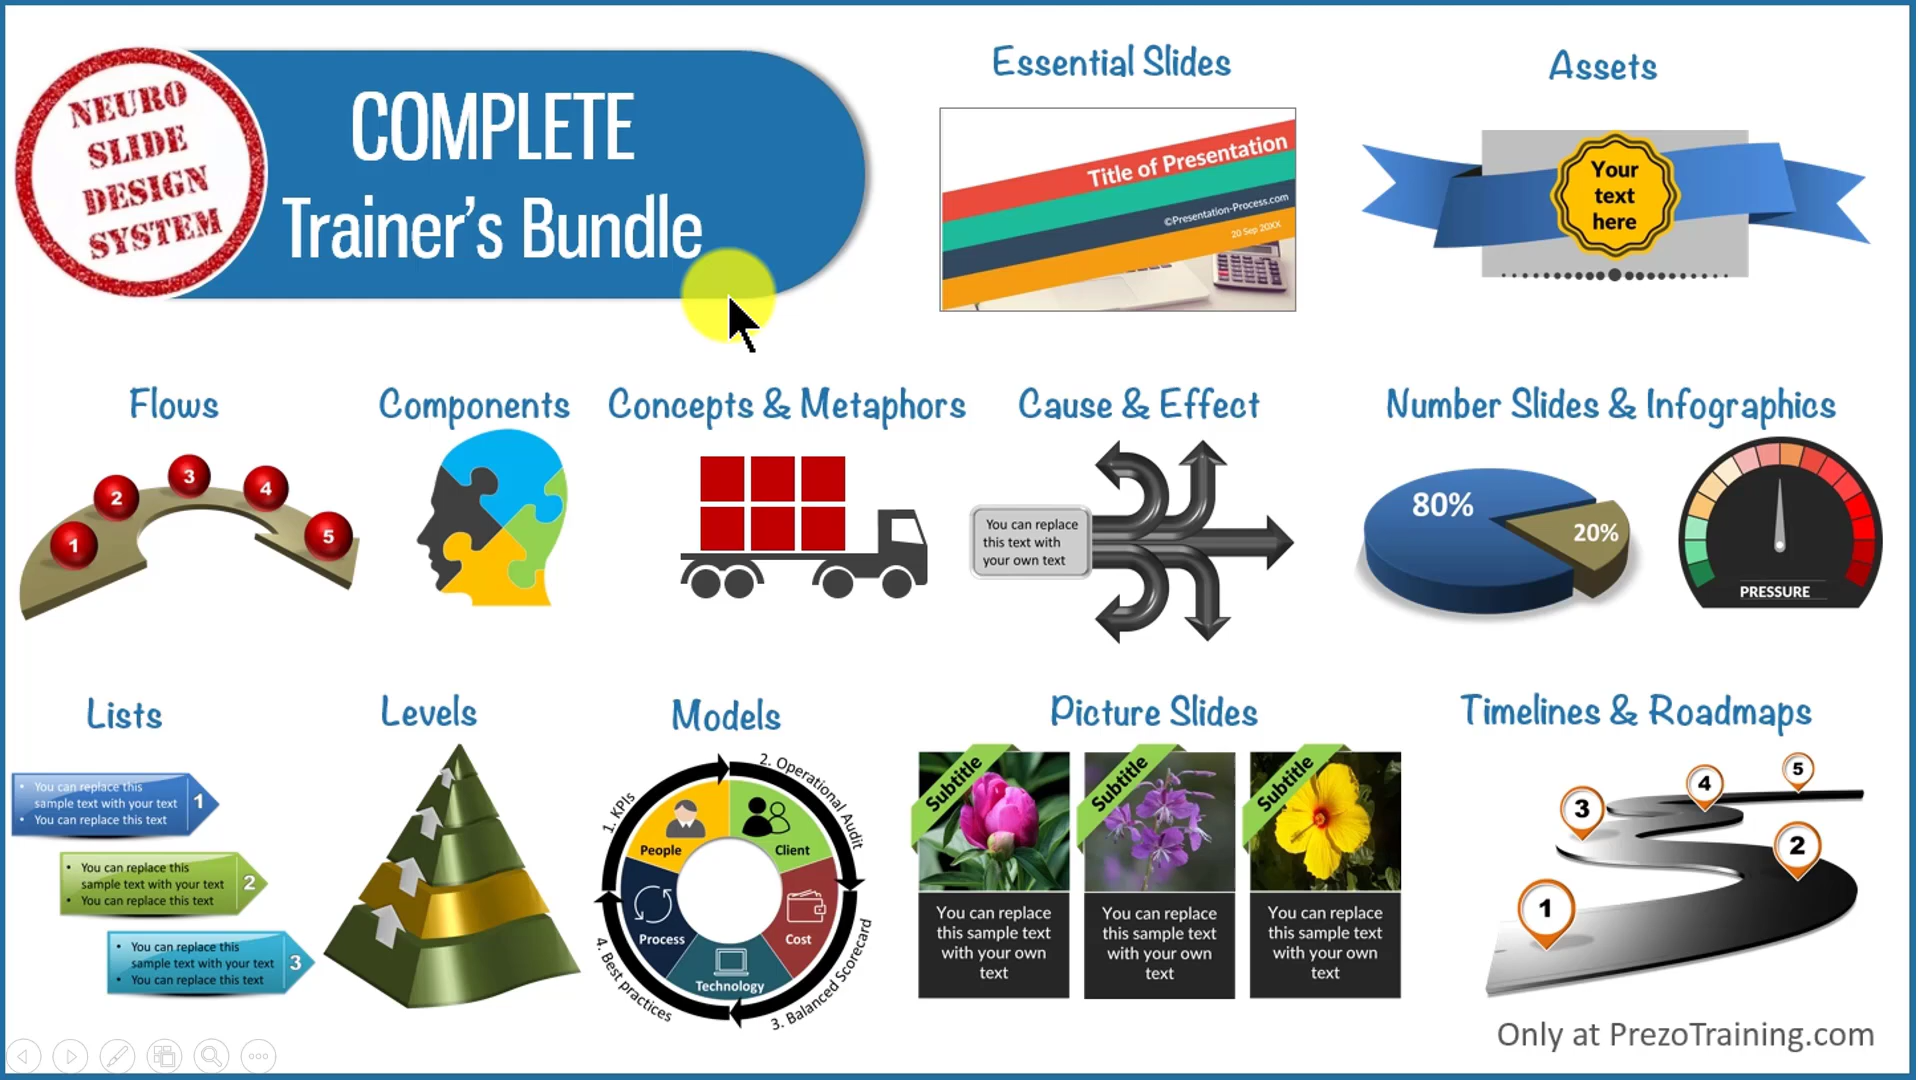 NEURO
SLIDE
DESIGN
SYSTEM
COMPLETE
Trainer's Bundle
Essential Slides
Title of Presentation
©Presentation-Process.com
20 Sep 20XX
Assets
Your
text
here
Flows
1
2
3
4
5
Components
Concepts & Metaphors
Cause & Effect
You can replace
this text with
your own text
Number Slides & Infographics
80%
20%
PRESSURE
Lists
• You can replace this
sample text with your text
• You can replace this text
1
• You can replace this
sample text with your text
• You can replace this text
2
• You can replace this
sample text with your text
• You can replace this text
3
Levels
Models
1. KPIs
2. Operational Audit
3. Balanced Scorecard
4. Best practices
People
Client
Process
Cost
Technology
Picture Slides
Subtitle
You can replace
this sample text
with your own
text
Subtitle
You can replace
this sample text
with your own
text
Subtitle
You can replace
this sample text
with your own
text
Timelines & Roadmaps
1
2
3
4
5
Only at PrezoTraining.com